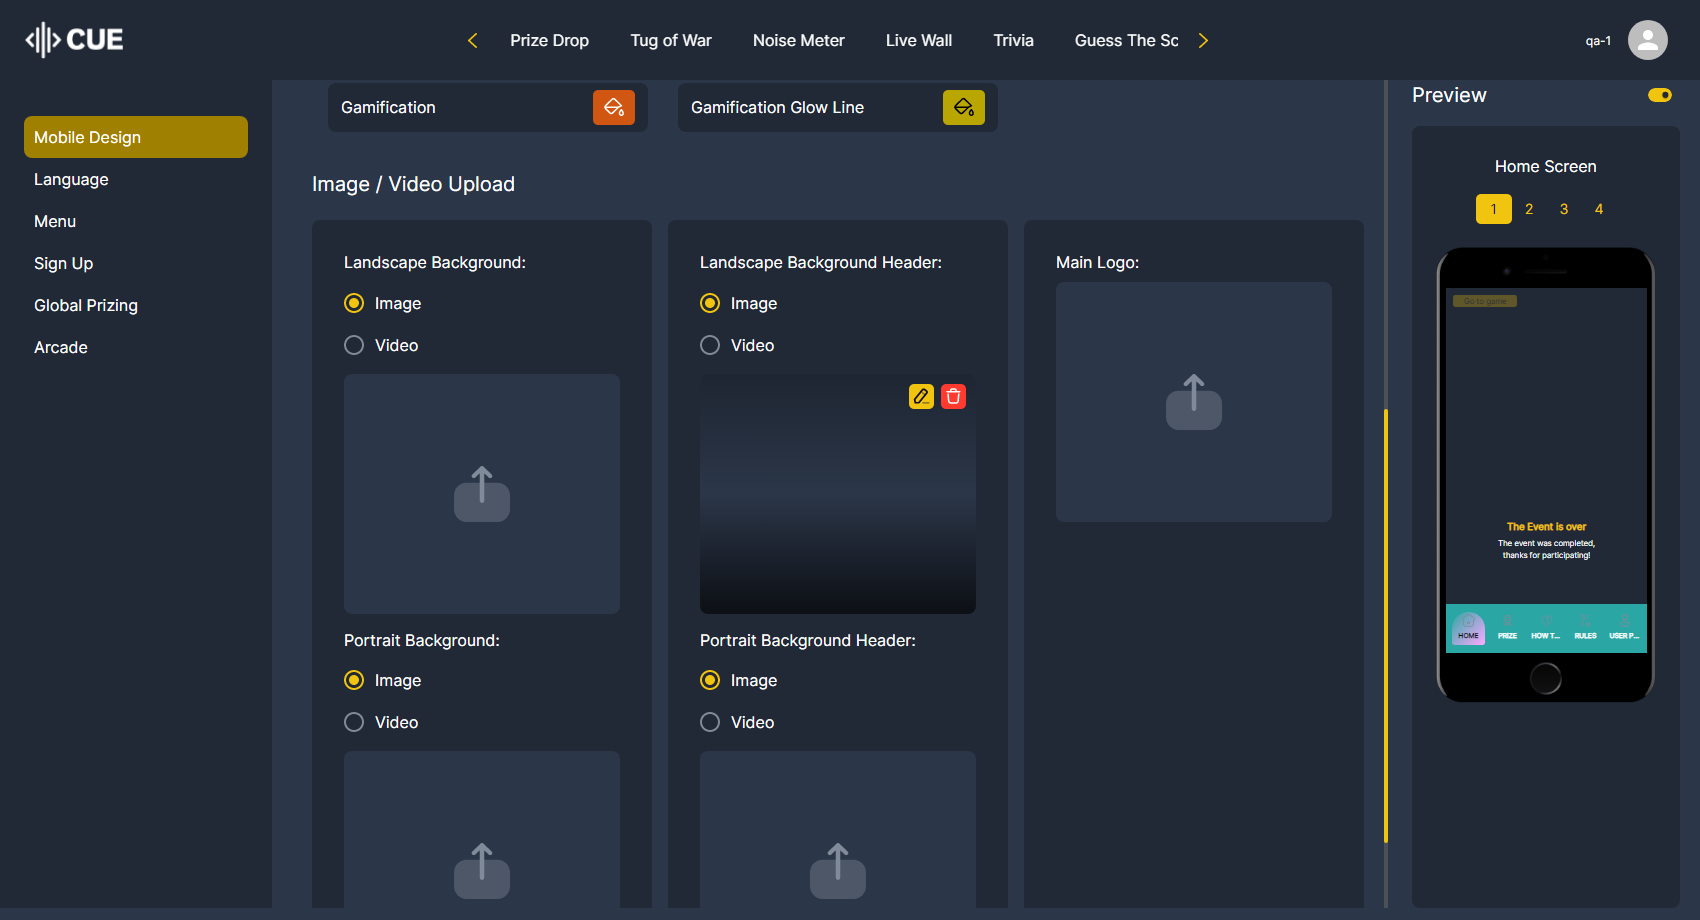 CUE
Prize Drop
Tug of War
Noise Meter
Live Wall
Trivia
Guess The Sc
qa-1
Mobile Design
Language
Menu
Sign Up
Global Prizing
Arcade
Gamification
Gamification Glow Line
Image / Video Upload
Landscape Background:
Image
Video
Portrait Background:
Image
Video
Landscape Background Header:
Image
Video
Portrait Background Header:
Image
Video
Main Logo:
Preview
Home Screen
1 2 3 4
Go to game
The Event is over
The event was completed,
thanks for participating!
HOME PRIZE HOW T... RULES USER P...